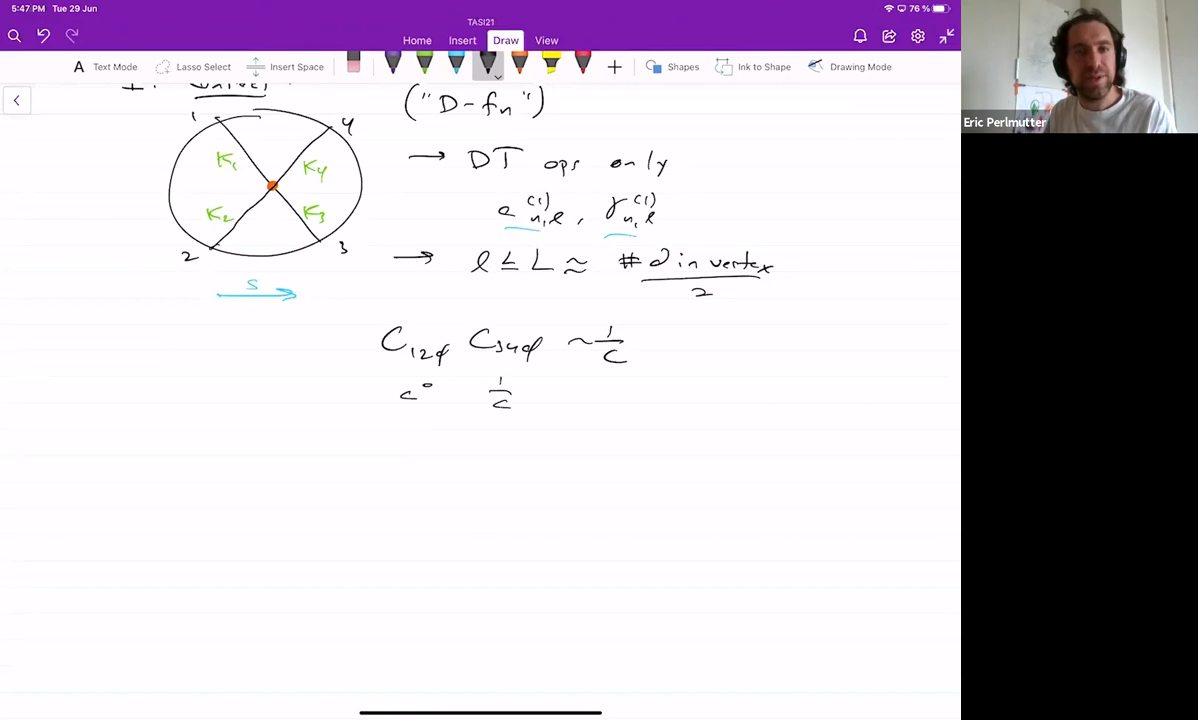 5:47 PM Tue 29 Jun
76 %
TASI21
Home Insert Draw View
Text Mode Lasso Select Insert Space Shapes Ink to Shape Drawing Mode
Eric Perlmutter
("D-fn")
1 4
K1 K4
→ DT ops only
K2 K3
a^(1)_n,l , γ^(1)_n,l
2 3
→ l ≤ L ≈ # ∂ in vertex / 2
s
C12φ C34φ ~ 1/c
c° 1/c